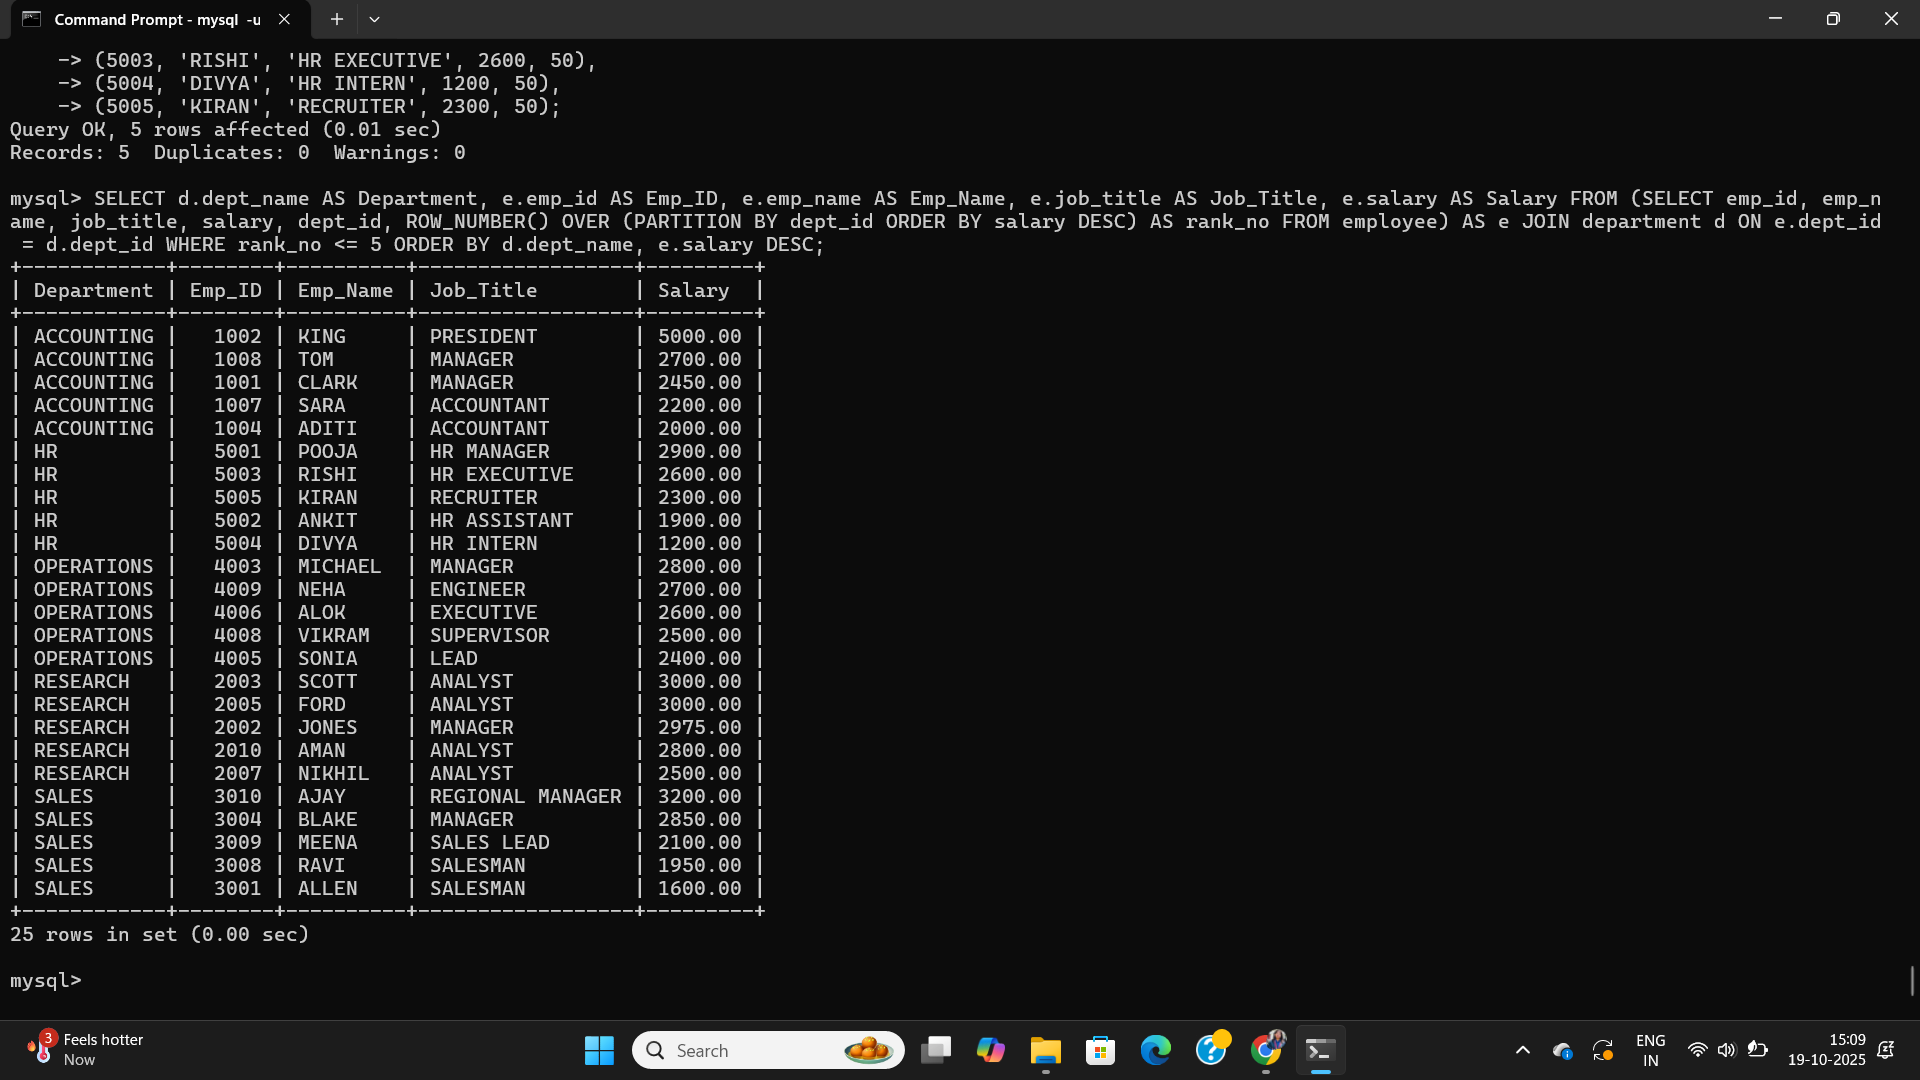 Command Prompt - mysql -u
-> (5003, 'RISHI', 'HR EXECUTIVE', 2600, 50),
-> (5004, 'DIVYA', 'HR INTERN', 1200, 50),
-> (5005, 'KIRAN', 'RECRUITER', 2300, 50);
Query OK, 5 rows affected (0.01 sec)
Records: 5  Duplicates: 0  Warnings: 0
mysql> SELECT d.dept_name AS Department, e.emp_id AS Emp_ID, e.emp_name AS Emp_Name, e.job_title AS Job_Title, e.salary AS Salary FROM (SELECT emp_id, emp_n
ame, job_title, salary, dept_id, ROW_NUMBER() OVER (PARTITION BY dept_id ORDER BY salary DESC) AS rank_no FROM employee) AS e JOIN department d ON e.dept_id
= d.dept_id WHERE rank_no <= 5 ORDER BY d.dept_name, e.salary DESC;
+------------+--------+----------+------------------+---------+
| Department | Emp_ID | Emp_Name | Job_Title        | Salary  |
+------------+--------+----------+------------------+---------+
| ACCOUNTING |   1002 | KING     | PRESIDENT        | 5000.00 |
| ACCOUNTING |   1008 | TOM      | MANAGER          | 2700.00 |
| ACCOUNTING |   1001 | CLARK    | MANAGER          | 2450.00 |
| ACCOUNTING |   1007 | SARA     | ACCOUNTANT       | 2200.00 |
| ACCOUNTING |   1004 | ADITI    | ACCOUNTANT       | 2000.00 |
| HR         |   5001 | POOJA    | HR MANAGER       | 2900.00 |
| HR         |   5003 | RISHI    | HR EXECUTIVE     | 2600.00 |
| HR         |   5005 | KIRAN    | RECRUITER        | 2300.00 |
| HR         |   5002 | ANKIT    | HR ASSISTANT     | 1900.00 |
| HR         |   5004 | DIVYA    | HR INTERN        | 1200.00 |
| OPERATIONS |   4003 | MICHAEL  | MANAGER          | 2800.00 |
| OPERATIONS |   4009 | NEHA     | ENGINEER         | 2700.00 |
| OPERATIONS |   4006 | ALOK     | EXECUTIVE        | 2600.00 |
| OPERATIONS |   4008 | VIKRAM   | SUPERVISOR       | 2500.00 |
| OPERATIONS |   4005 | SONIA    | LEAD             | 2400.00 |
| RESEARCH   |   2003 | SCOTT    | ANALYST          | 3000.00 |
| RESEARCH   |   2005 | FORD     | ANALYST          | 3000.00 |
| RESEARCH   |   2002 | JONES    | MANAGER          | 2975.00 |
| RESEARCH   |   2010 | AMAN     | ANALYST          | 2800.00 |
| RESEARCH   |   2007 | NIKHIL   | ANALYST          | 2500.00 |
| SALES      |   3010 | AJAY     | REGIONAL MANAGER | 3200.00 |
| SALES      |   3004 | BLAKE    | MANAGER          | 2850.00 |
| SALES      |   3009 | MEENA    | SALES LEAD       | 2100.00 |
| SALES      |   3008 | RAVI     | SALESMAN         | 1950.00 |
| SALES      |   3001 | ALLEN    | SALESMAN         | 1600.00 |
+------------+--------+----------+------------------+---------+
25 rows in set (0.00 sec)
mysql>
3
Feels hotter
Now
Search
ENG
IN
15:09
19-10-2025